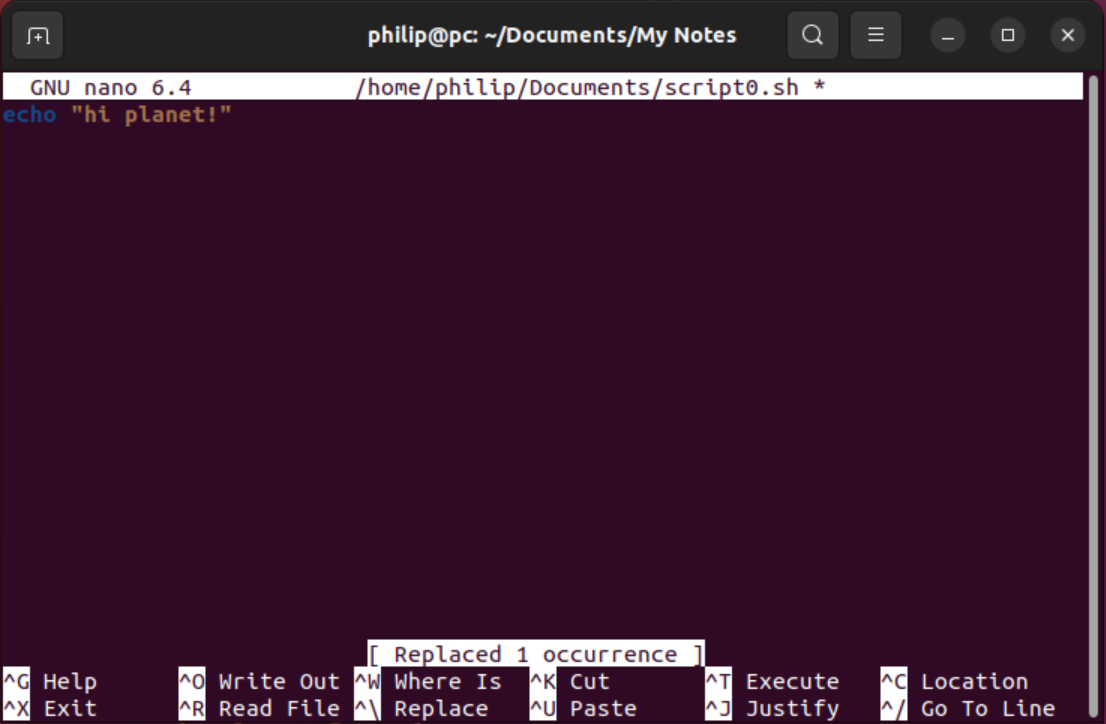 philip@pc: ~/Documents/My Notes
GNU nano 6.4 /home/philip/Documents/script0.sh *
echo "hi planet!"
[ Replaced 1 occurrence ]
^G Help ^O Write Out ^W Where Is ^K Cut ^T Execute ^C Location
^X Exit ^R Read File ^\ Replace ^U Paste ^J Justify ^/ Go To Line